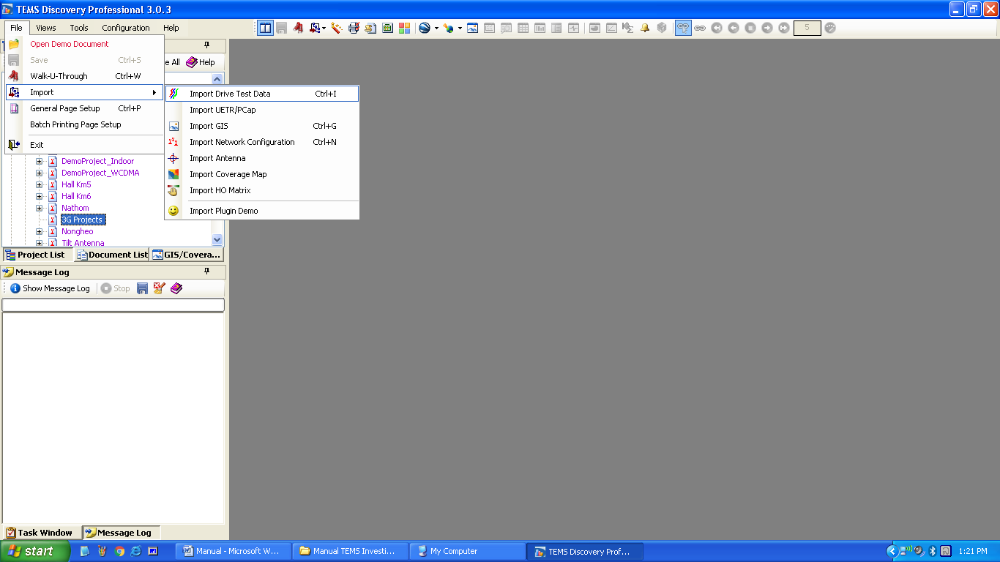 TEMS Discovery Professional 3.0.3
File Views Tools Configuration Help
5
Open Demo Document
Save Ctrl+S
Walk-U-Through Ctrl+W
Import
General Page Setup Ctrl+P
Batch Printing Page Setup
Exit
e All Help
Import Drive Test Data Ctrl+I
Import UETR/PCap
Import GIS Ctrl+G
Import Network Configuration Ctrl+N
Import Antenna
Import Coverage Map
Import HO Matrix
Import Plugin Demo
DemoProject_Indoor
DemoProject_WCDMA
Hall Km5
Hall Km6
Nathom
3G Projects
Nongheo
Tilt Antenna
Project List Document List GIS/Covera...
Message Log
Show Message Log Stop
Task Window Message Log
start Manual - Microsoft W... Manual TEMS Investi... My Computer TEMS Discovery Prof... 1:21 PM